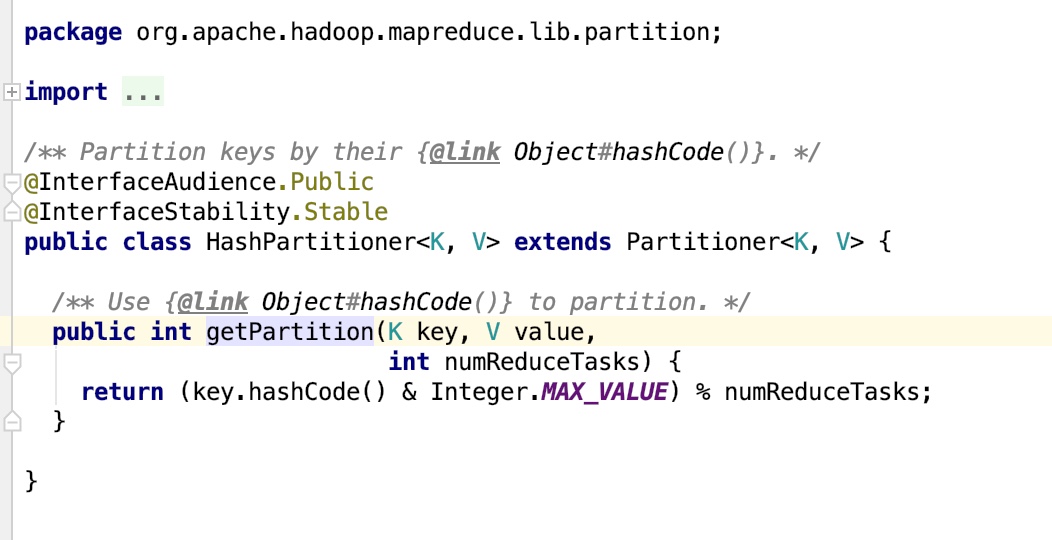 package org.apache.hadoop.mapreduce.lib.partition;
import ...
/** Partition keys by their {@link Object#hashCode()}. */
@InterfaceAudience.Public
@InterfaceStability.Stable
public class HashPartitioner<K, V> extends Partitioner<K, V> {
/** Use {@link Object#hashCode()} to partition. */
public int getPartition(K key, V value,
int numReduceTasks) {
return (key.hashCode() & Integer.MAX_VALUE) % numReduceTasks;
}
}